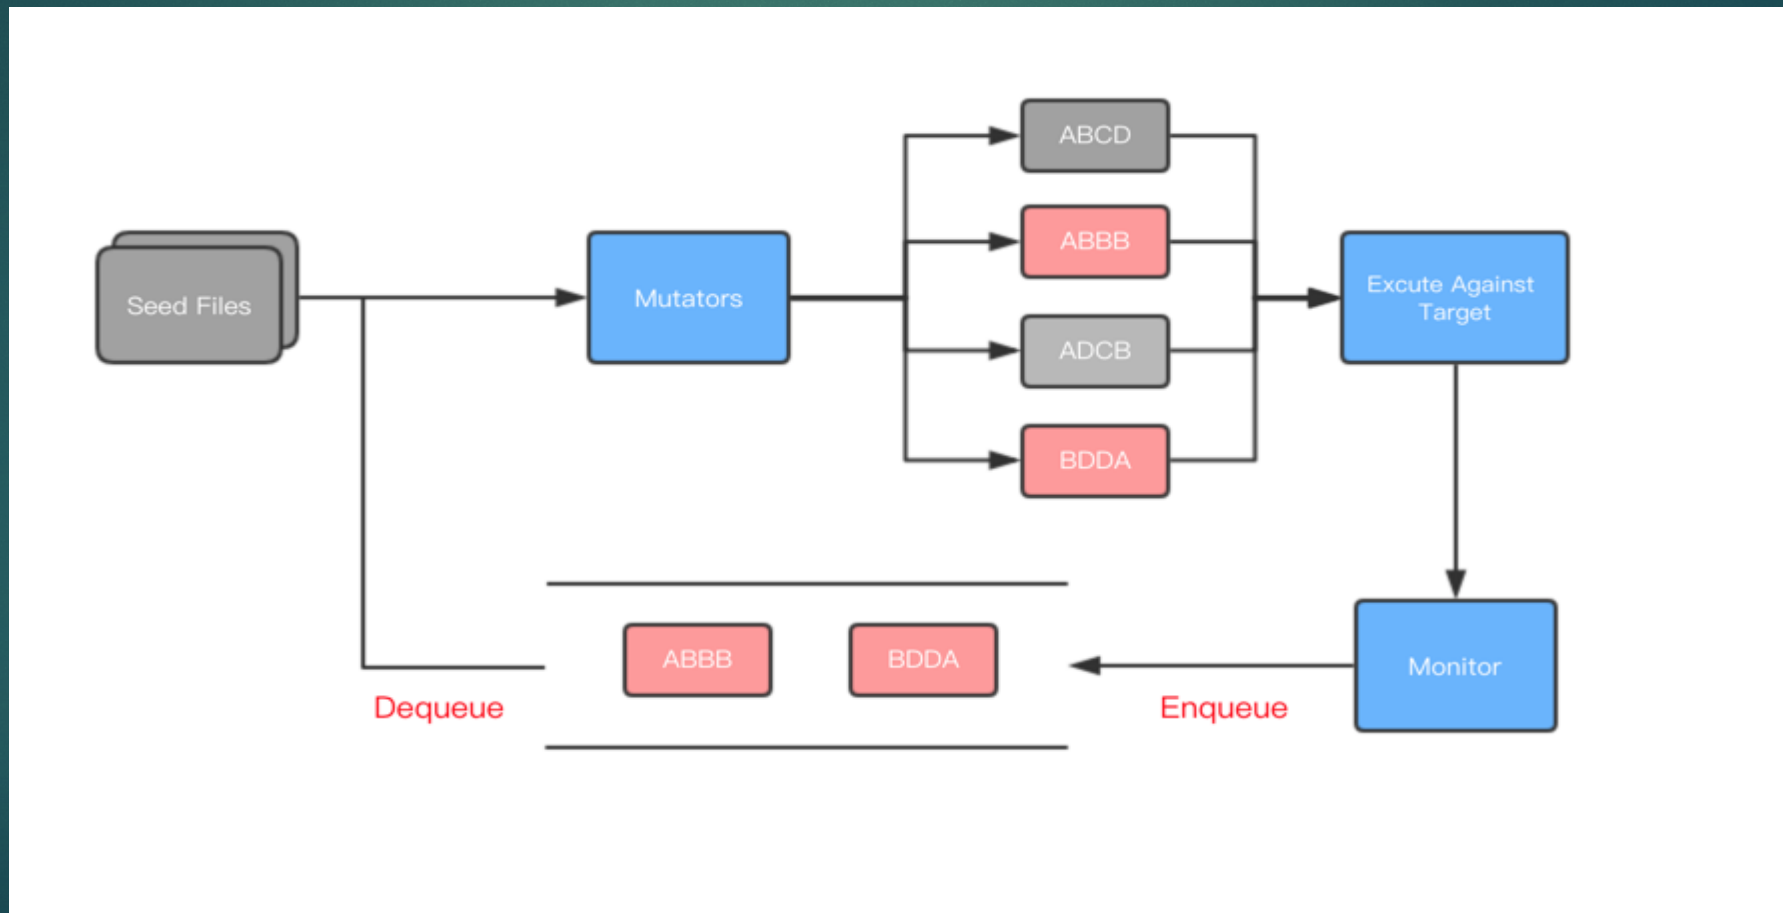 ABCD
ABBB
Seed Files
Mutators
Excute Against
Target
ADCB
BDDA
ABBB
BDDA
Monitor
Dequeue
Enqueue